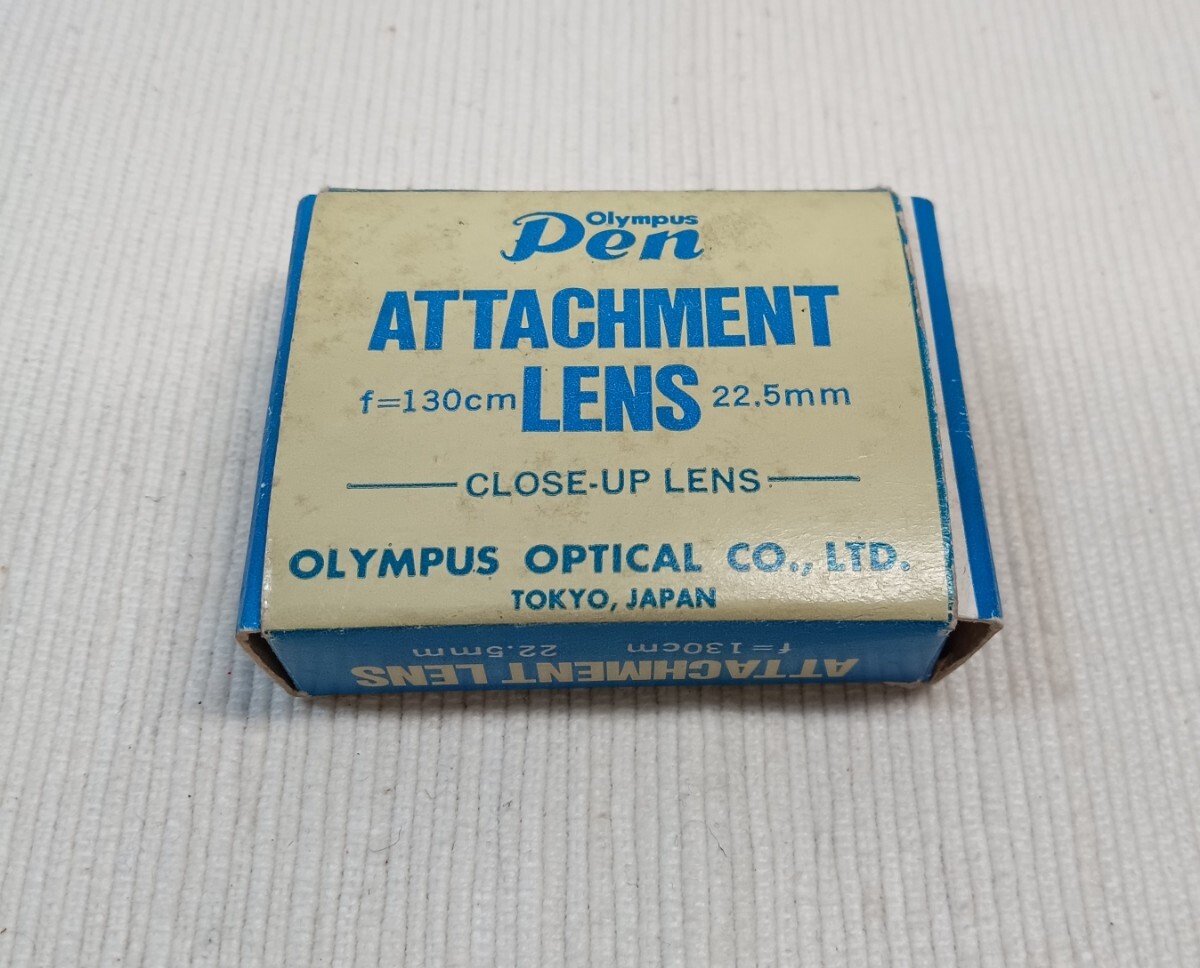 Olympus
Pen
ATTACHMENT
f=130cm LENS 22.5mm
CLOSE-UP LENS
OLYMPUS OPTICAL CO., LTD.
TOKYO, JAPAN
ATTACHMENT LENS
f=130cm 22.5mm